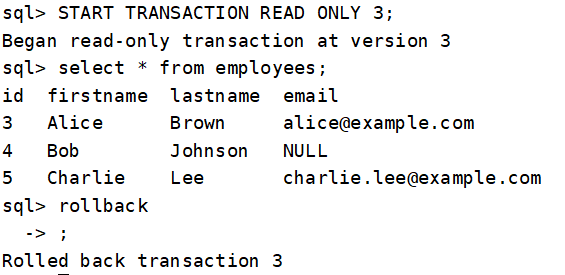 sql> START TRANSACTION READ ONLY 3;
Began read-only transaction at version 3
sql> select * from employees;
id  firstname  lastname  email
3   Alice      Brown     alice@example.com
4   Bob        Johnson   NULL
5   Charlie    Lee       charlie.lee@example.com
sql> rollback
  -> ;
Rolled back transaction 3